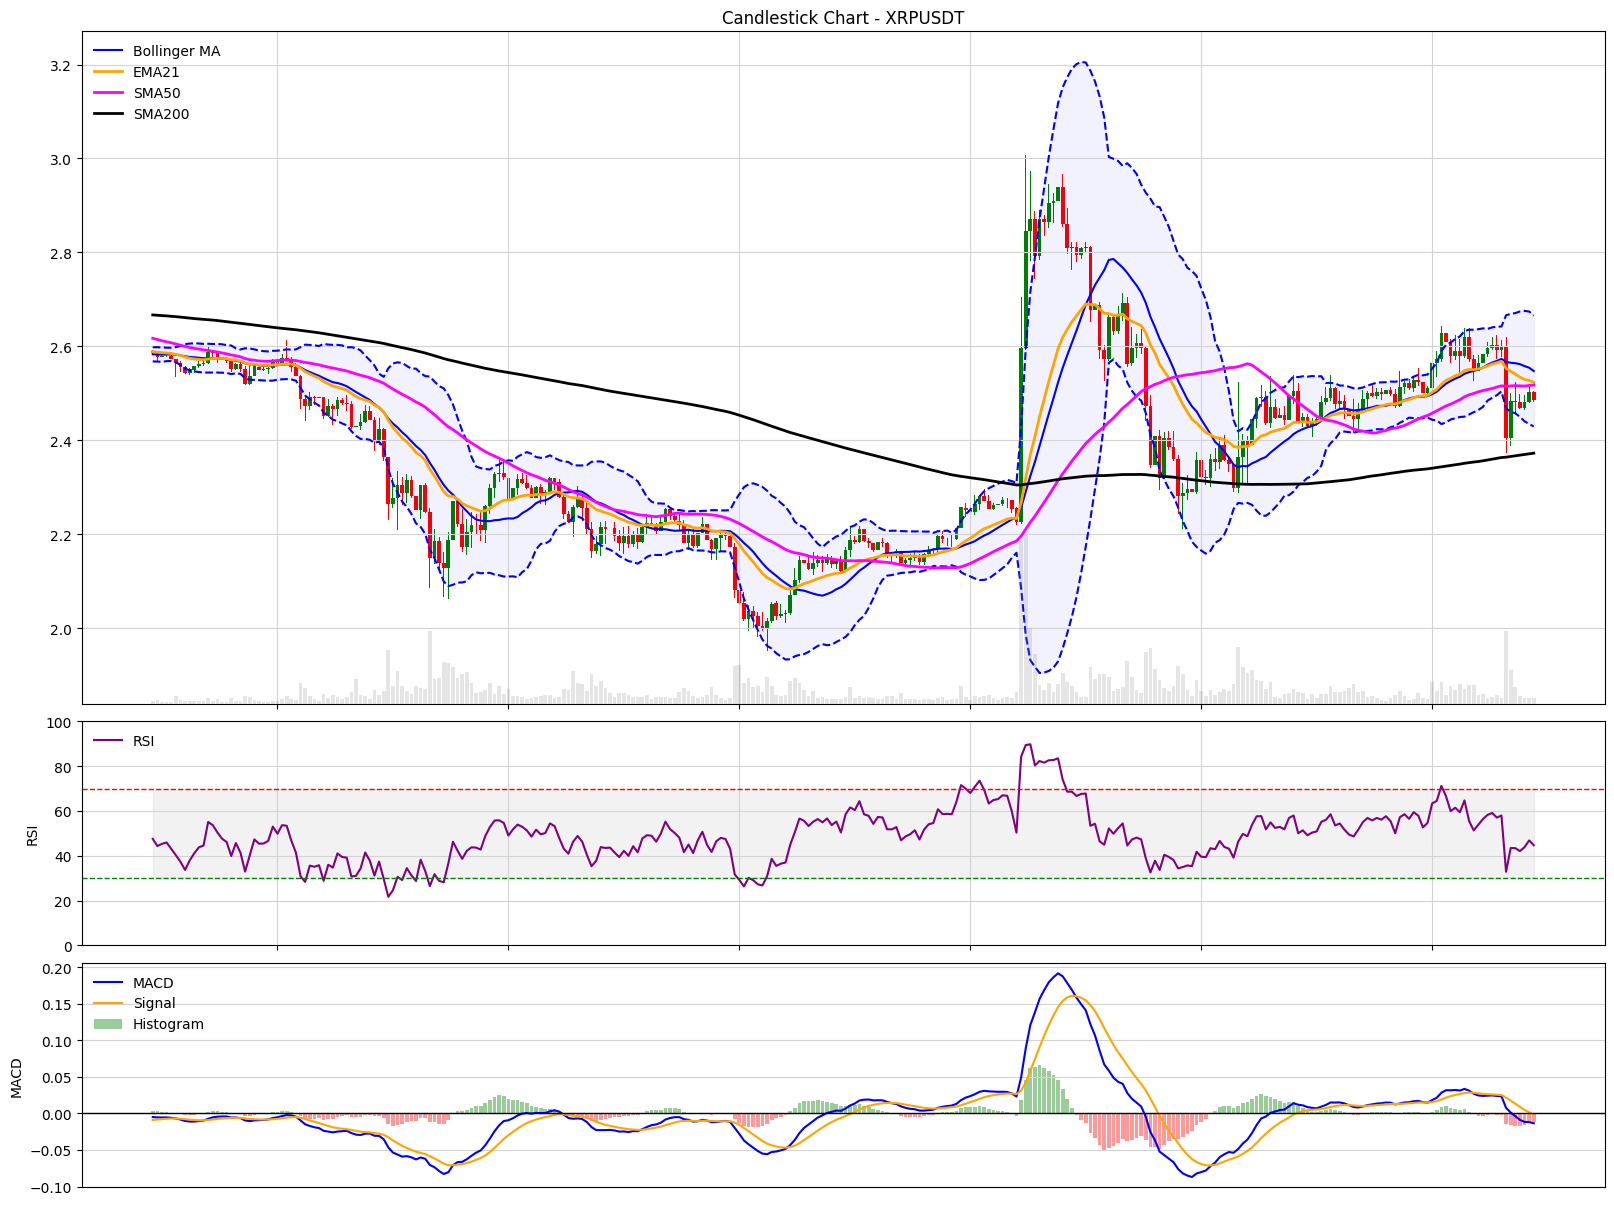 Candlestick Chart - XRPUSDT
Bollinger MA
EMA21
SMA50
SMA200
3.2
3.0
2.8
2.6
2.4
2.2
2.0
RSI
RSI
100
80
60
40
20
0
MACD
Signal
Histogram
MACD
0.20
0.15
0.10
0.05
0.00
−0.05
−0.10